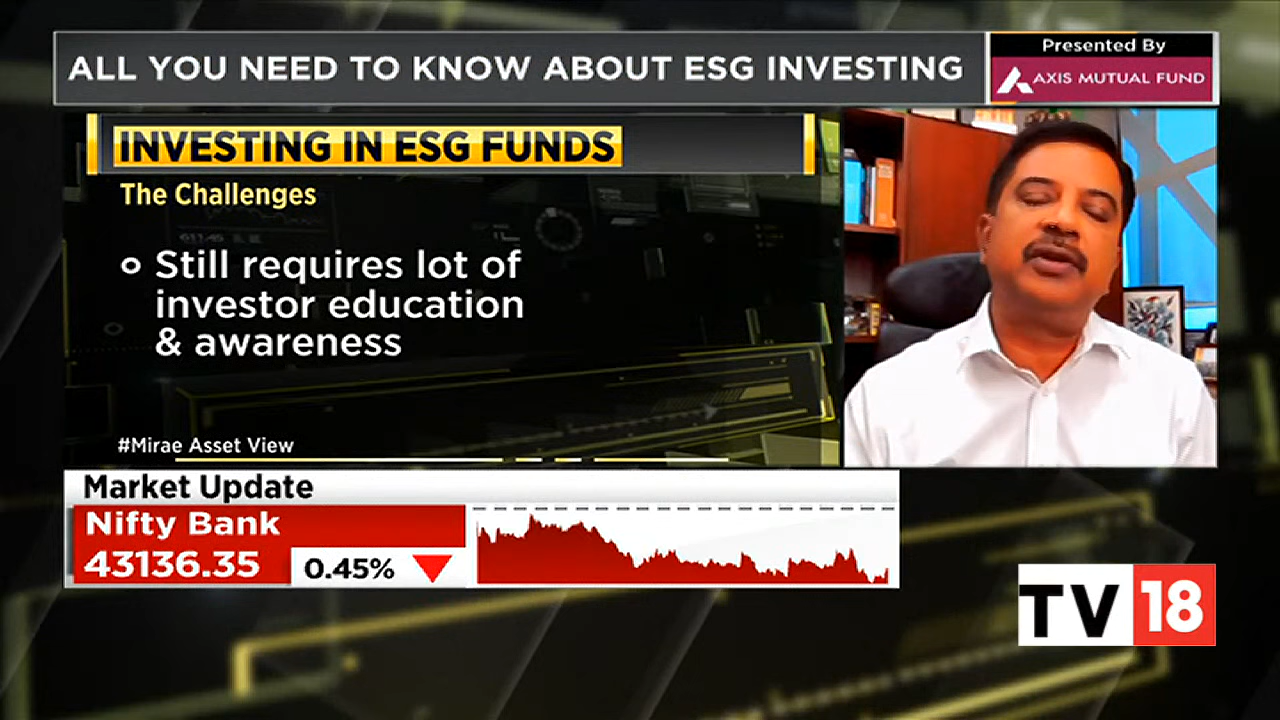 ALL YOU NEED TO KNOW ABOUT ESG INVESTING
Presented By
AXIS MUTUAL FUND
INVESTING IN ESG FUNDS
The Challenges
Still requires lot of
investor education
& awareness
#Mirae Asset View
Market Update
Nifty Bank
43136.35
0.45%
TV18